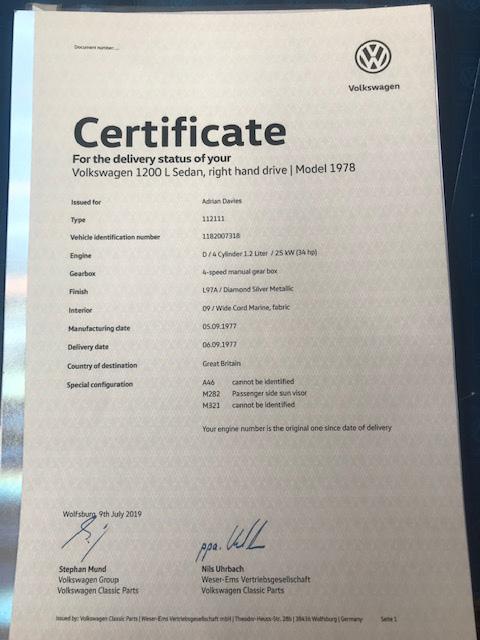 Document number:...
Volkswagen
Certificate
For the delivery status of your
Volkswagen 1200 L Sedan, right hand drive | Model 1978
Issued for Adrian Davies
Type 112111
Vehicle identification number 1182007318
Engine D / 4 Cylinder 1.2 Liter / 25 kW (34 hp)
Gearbox 4-speed manual gear box
Finish L97A / Diamond Silver Metallic
Interior 09 / Wide Cord Marine, fabric
Manufacturing date 05.09.1977
Delivery date 06.09.1977
Country of destination Great Britain
Special configuration A46 cannot be identified
M282 Passenger side sun visor
M321 cannot be identified
Your engine number is the original one since date of delivery
Wolfsburg, 9th July 2019
ppa.
Stephan Mund Nils Uhrbach
Volkswagen Group Weser-Ems Vertriebsgesellschaft
Volkswagen Classic Parts Volkswagen Classic Parts
Issued by: Volkswagen Classic Parts | Weser-Ems Vertriebsgesellschaft mbH | Theodor-Heuss-Str. 28b | 38436 Wolfsburg | Germany Seite 1